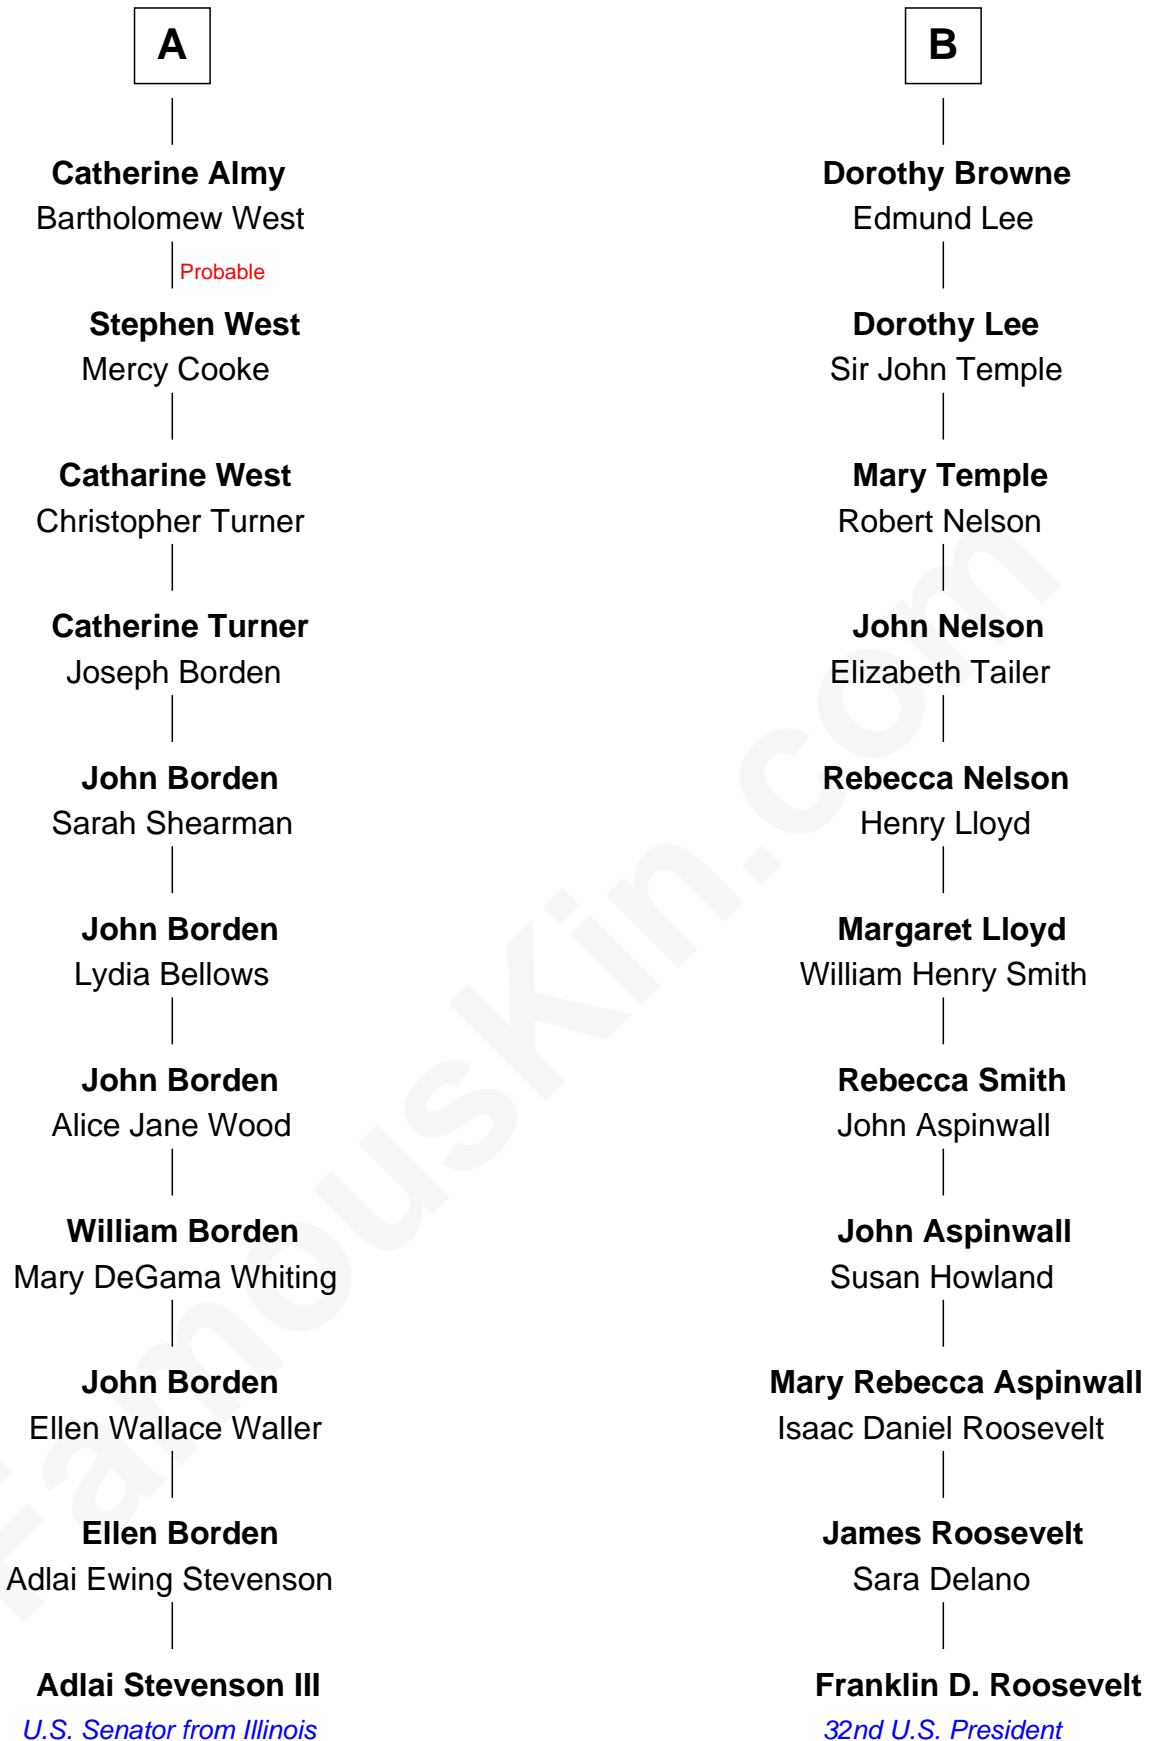 A
Catherine Almy
Bartholomew West
Probable
Stephen West
Mercy Cooke
Catharine West
Christopher Turner
Catherine Turner
Joseph Borden
John Borden
Sarah Shearman
John Borden
Lydia Bellows
John Borden
Alice Jane Wood
William Borden
Mary DeGama Whiting
John Borden
Ellen Wallace Waller
Ellen Borden
Adlai Ewing Stevenson
Adlai Stevenson III
U.S. Senator from Illinois
B
Dorothy Browne
Edmund Lee
Dorothy Lee
Sir John Temple
Mary Temple
Robert Nelson
John Nelson
Elizabeth Tailer
Rebecca Nelson
Henry Lloyd
Margaret Lloyd
William Henry Smith
Rebecca Smith
John Aspinwall
John Aspinwall
Susan Howland
Mary Rebecca Aspinwall
Isaac Daniel Roosevelt
James Roosevelt
Sara Delano
Franklin D. Roosevelt
32nd U.S. President
FamousKin.com